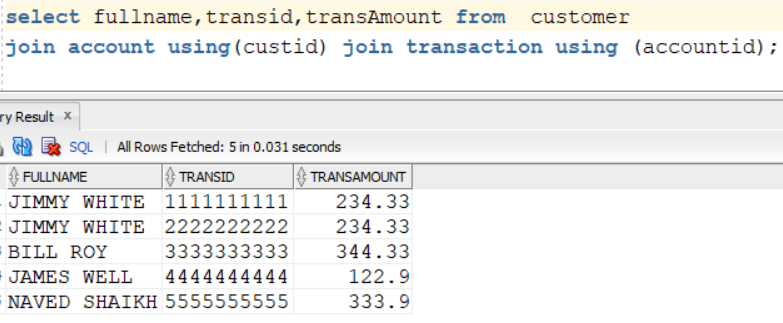 select fullname,transid,transAmount from customer
join account using(custid) join transaction using (accountid);
ry Result x
SQL | All Rows Fetched: 5 in 0.031 seconds
FULLNAME TRANSID TRANSAMOUNT
JIMMY WHITE 1111111111 234.33
JIMMY WHITE 2222222222 234.33
BILL ROY 3333333333 344.33
JAMES WELL 4444444444 122.9
NAVED SHAIKH 5555555555 333.9